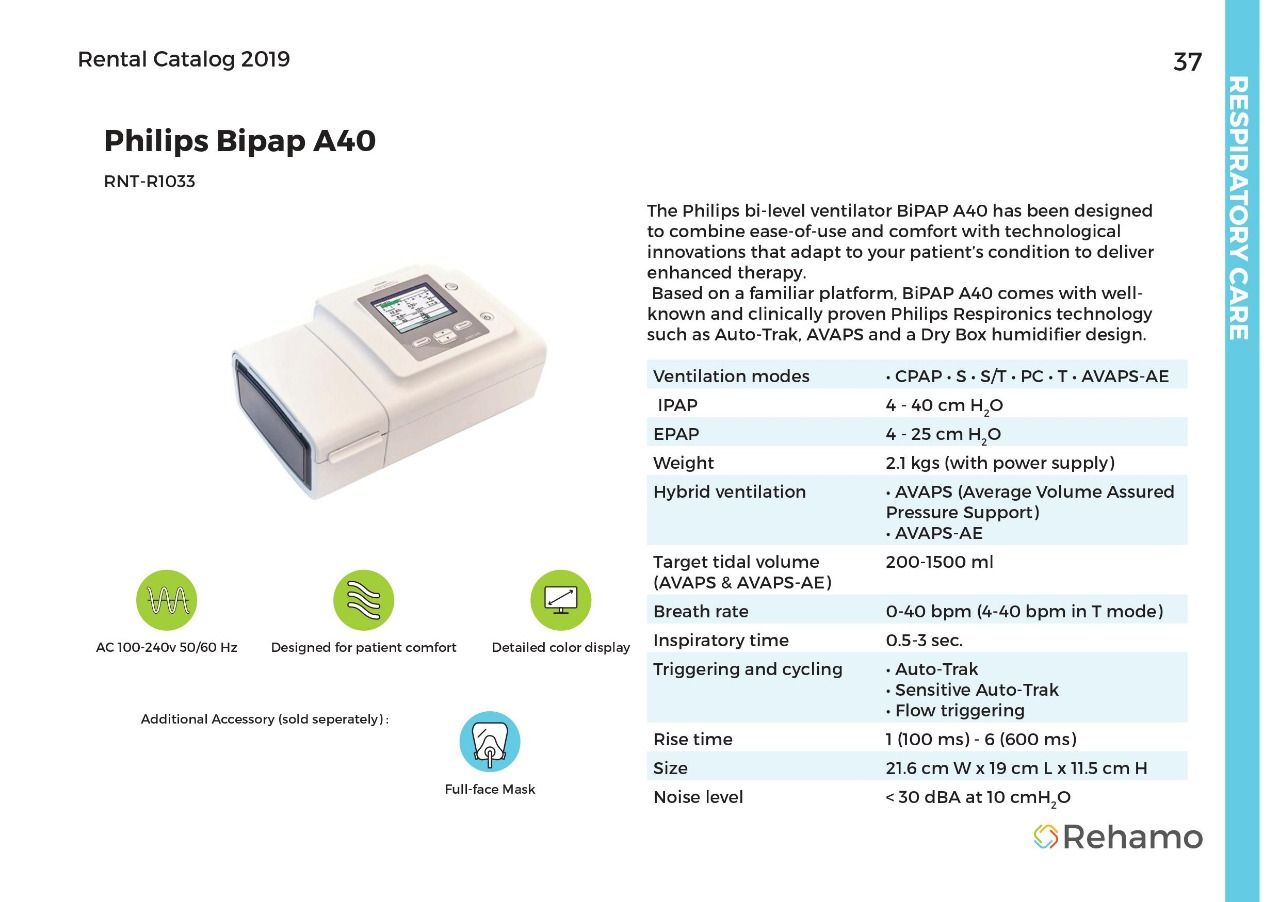 Rental Catalog 2019
37
RESPIRATORY CARE
Philips Bipap A40
RNT-R1033
The Philips bi-level ventilator BiPAP A40 has been designed
to combine ease-of-use and comfort with technological
innovations that adapt to your patient's condition to deliver
enhanced therapy.
Based on a familiar platform, BiPAP A40 comes with well-
known and clinically proven Philips Respironics technology
such as Auto-Trak, AVAPS and a Dry Box humidifier design.
Ventilation modes • CPAP • S • S/T • PC • T • AVAPS-AE
IPAP 4 - 40 cm H₂O
EPAP 4 - 25 cm H₂O
Weight 2.1 kgs (with power supply)
Hybrid ventilation • AVAPS (Average Volume Assured
Pressure Support)
• AVAPS-AE
Target tidal volume 200-1500 ml
(AVAPS & AVAPS-AE)
Breath rate 0-40 bpm (4-40 bpm in T mode)
Inspiratory time 0.5-3 sec.
Triggering and cycling • Auto-Trak
• Sensitive Auto-Trak
• Flow triggering
Rise time 1 (100 ms) - 6 (600 ms)
Size 21.6 cm W x 19 cm L x 11.5 cm H
Noise level < 30 dBA at 10 cmH₂O
AC 100-240v 50/60 Hz
Designed for patient comfort
Detailed color display
Additional Accessory (sold seperately) :
Full-face Mask
Rehamo